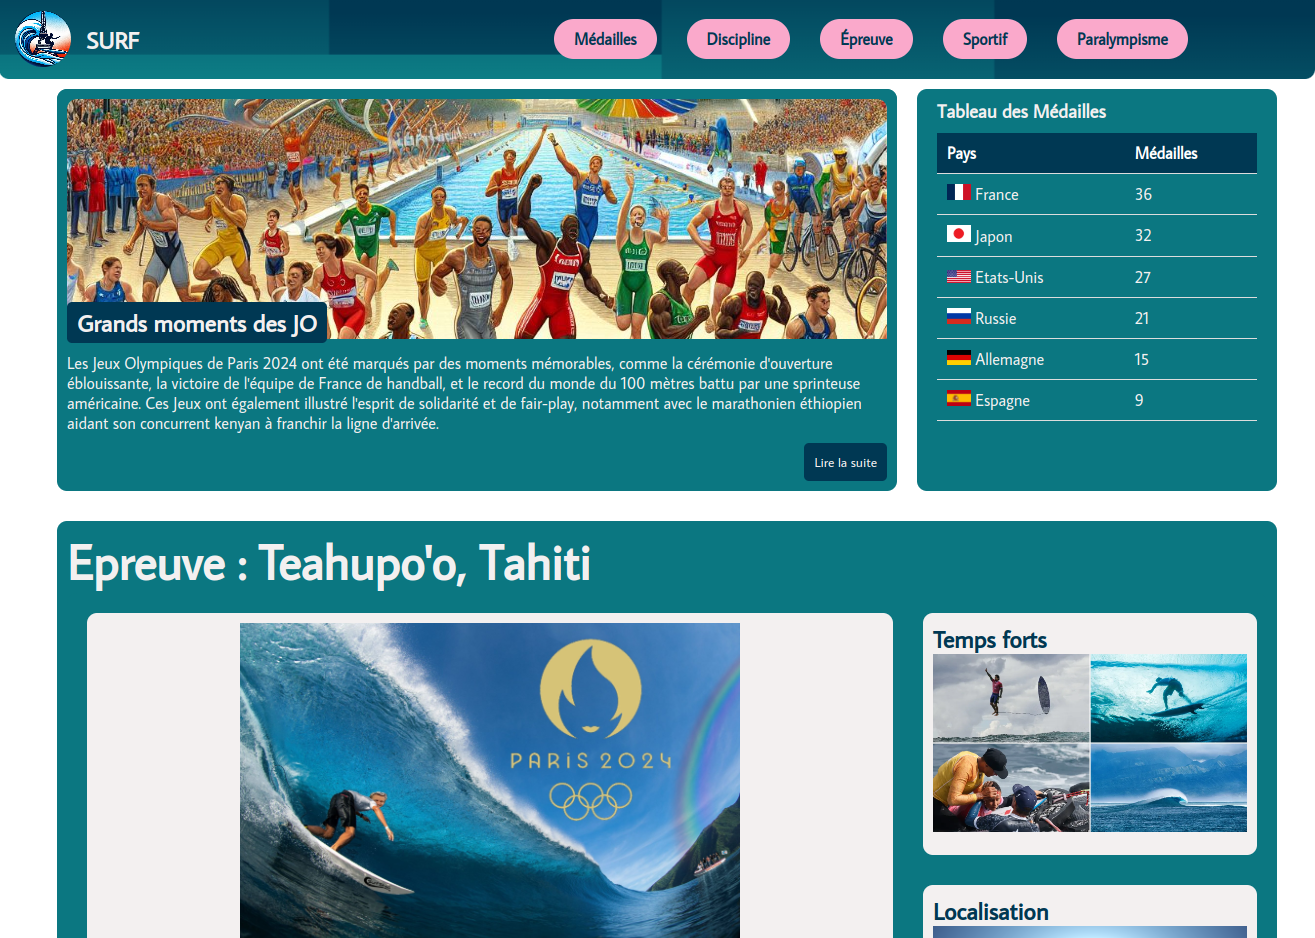 SURF
Médailles
Discipline
Épreuve
Sportif
Paralympisme
Grands moments des JO
Les Jeux Olympiques de Paris 2024 ont été marqués par des moments mémorables, comme la cérémonie d'ouverture
éblouissante, la victoire de l'équipe de France de handball, et le record du monde du 100 mètres battu par une sprinteuse
américaine. Ces Jeux ont également illustré l'esprit de solidarité et de fair-play, notamment avec le marathonien éthiopien
aidant son concurrent kenyan à franchir la ligne d'arrivée.
Lire la suite
Tableau des Médailles
Pays Médailles
France 36
Japon 32
Etats-Unis 27
Russie 21
Allemagne 15
Espagne 9
Epreuve : Teahupo'o, Tahiti
PARIS 2024
Temps forts
Localisation